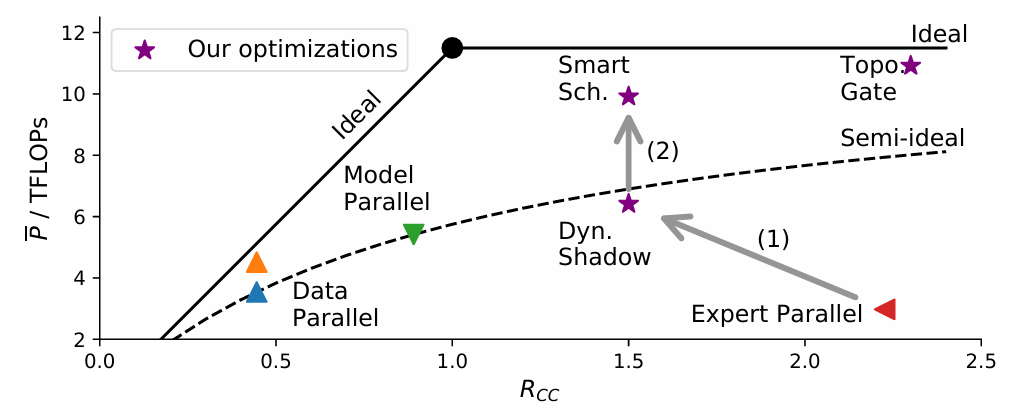 12
10
8
6
4
2
P̅ / TFLOPs
Our optimizations
Ideal
Ideal
Smart
Sch.
Topo.
Gate
Semi-ideal
(2)
Model
Parallel
Dyn.
Shadow
(1)
Data
Parallel
Expert Parallel
0.0 0.5 1.0 1.5 2.0 2.5
R_CC